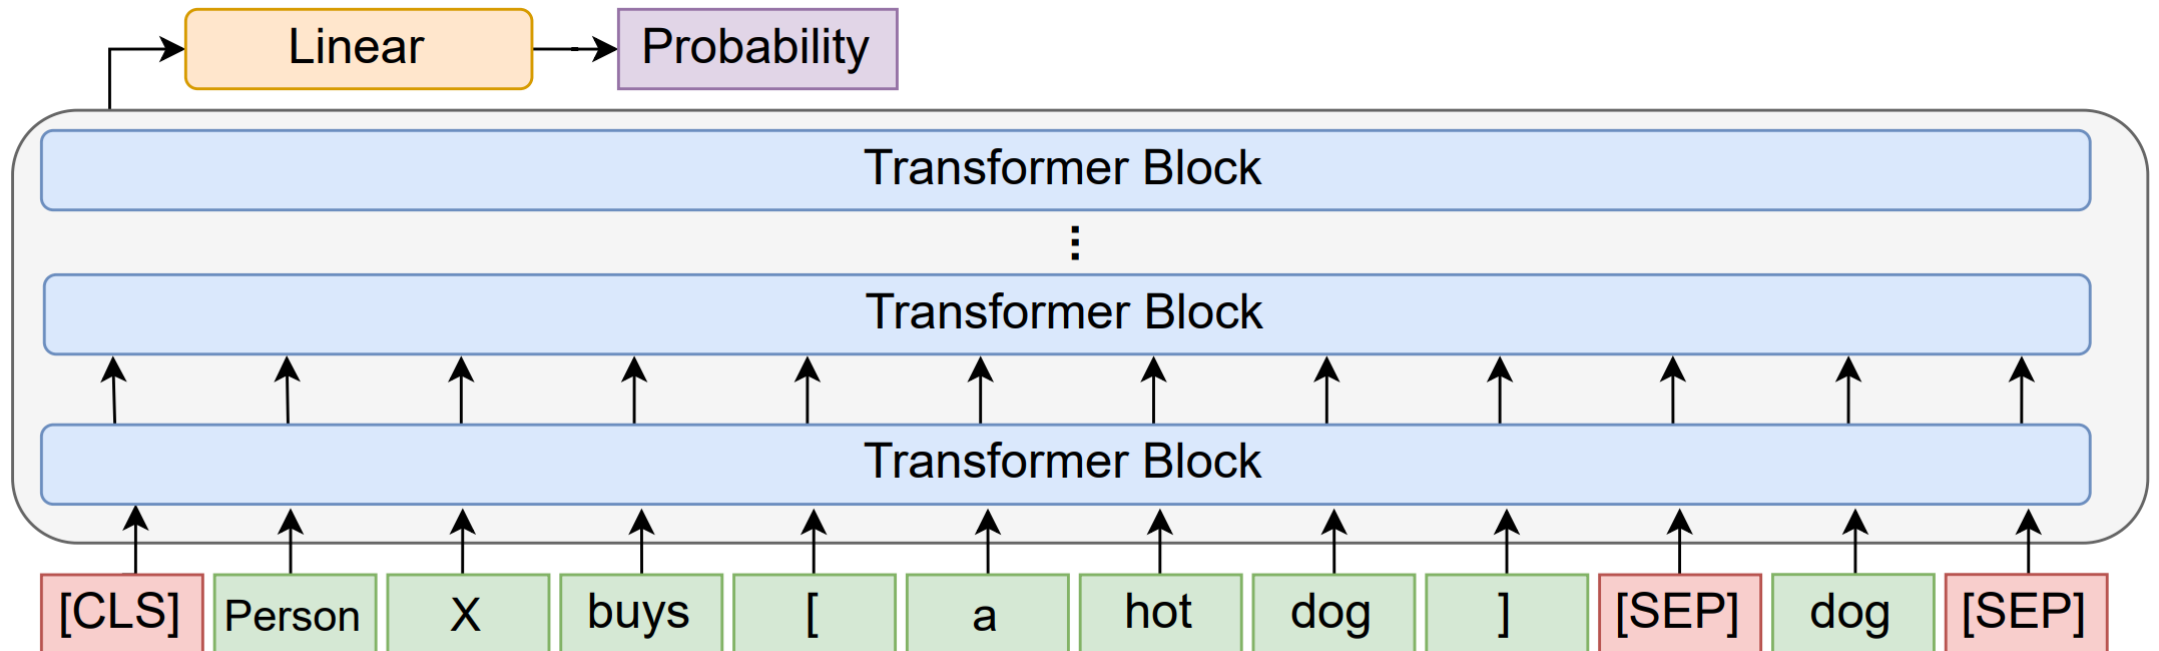 Linear Probability
Transformer Block
⋮
Transformer Block
Transformer Block
[CLS] Person X buys [ a hot dog ] [SEP] dog [SEP]